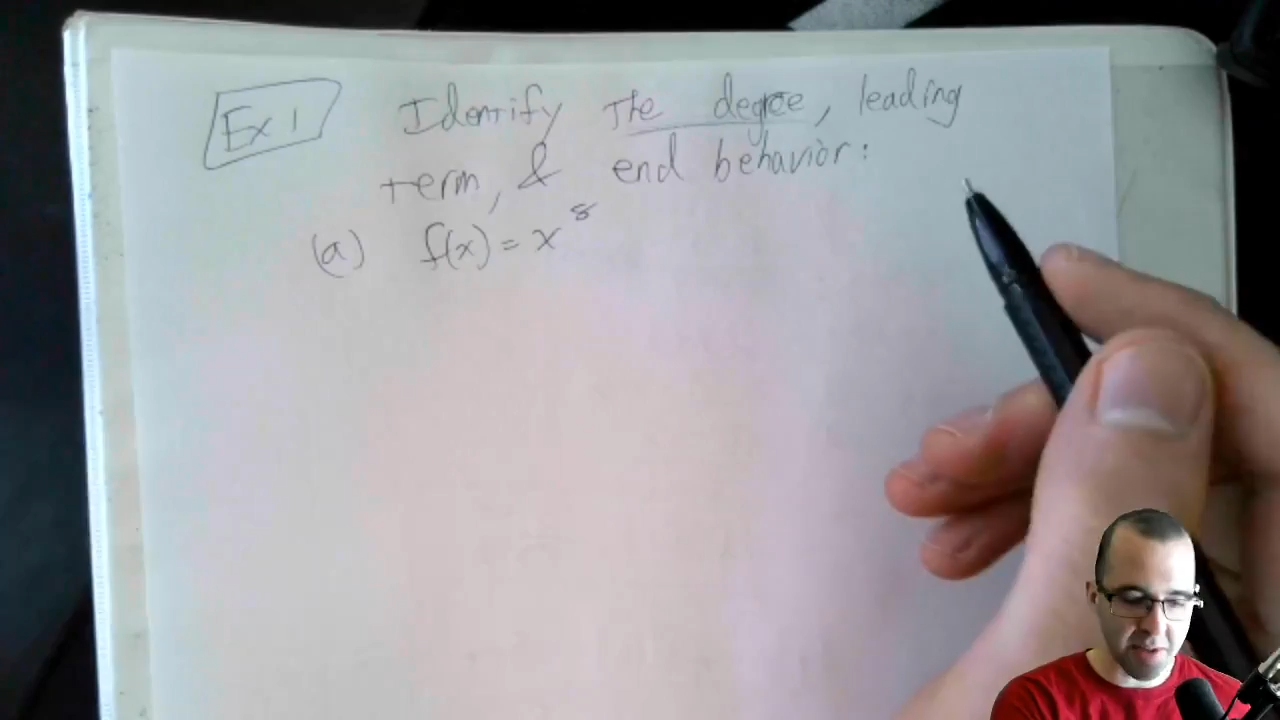 Ex 1 Identify The degree, leading
term, & end behavior:
(a) f(x) = x⁸